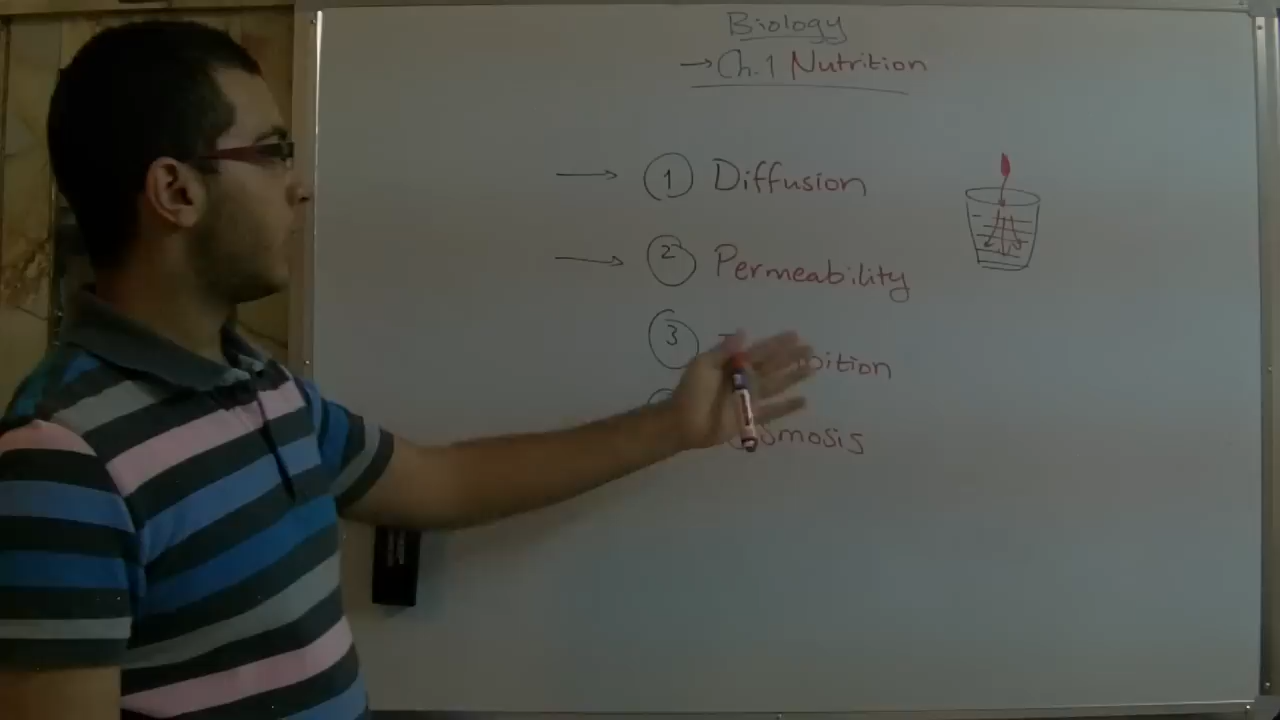 Biology
→ Ch.1 Nutrition
→ ① Diffusion
→ ② Permeability
③